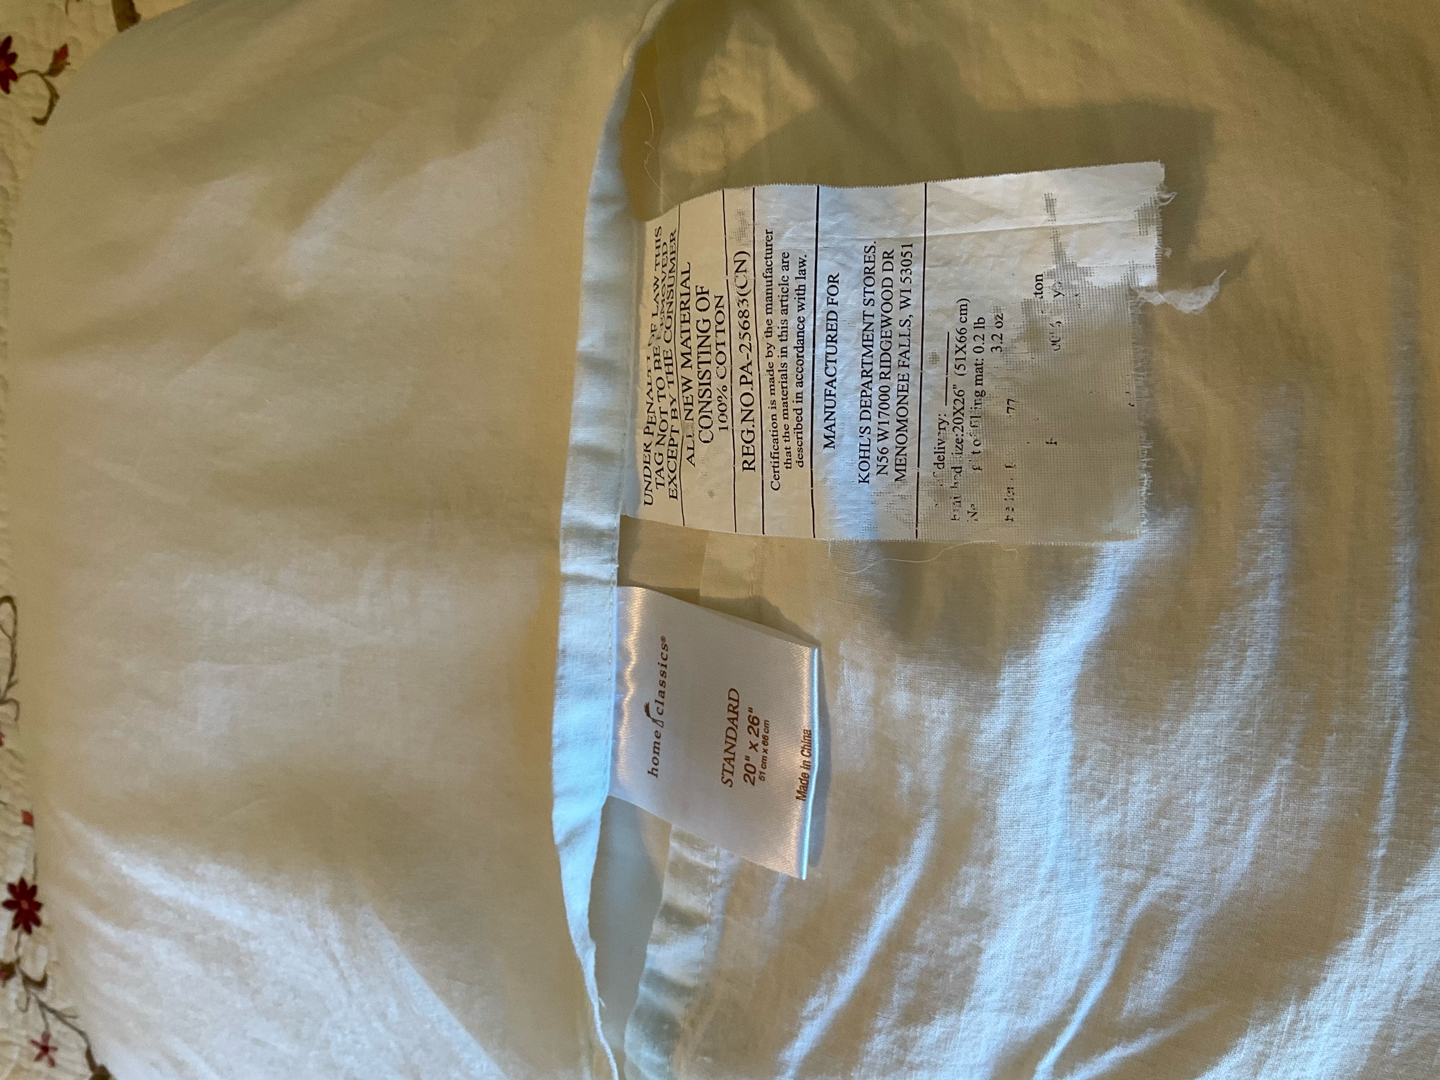 UNDER PENALTY OF LAW THIS
TAG NOT TO BE REMOVED
EXCEPT BY THE CONSUMER
ALL NEW MATERIAL
CONSISTING OF
100% COTTON
REG.NO.PA-25683(CN)
Certification is made by the manufacturer
that the materials in this article are
described in accordance with law.
MANUFACTURED FOR
KOHL'S DEPARTMENT STORES.
N56 W17000 RIDGEWOOD DR
MENOMONEE FALLS, WI 53051
delivery:
20X26" (51X66 cm)
mat: 0.2 lb
3.2 oz
77
home classics®
STANDARD
20" x 26"
51 cm x 66 cm
Made in China